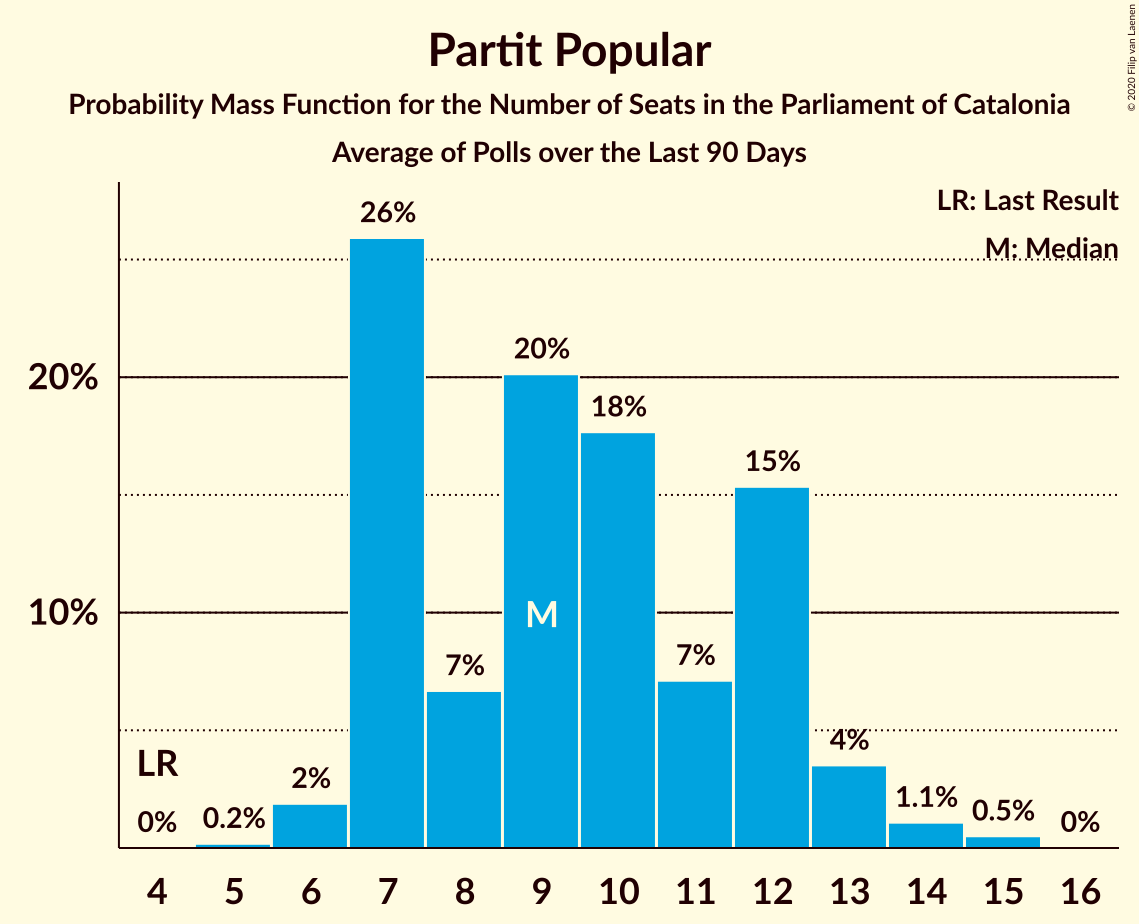 Partit Popular
Probability Mass Function for the Number of Seats in the Parliament of Catalonia
Average of Polls over the Last 90 Days
© 2020 Filip van Laenen
LR: Last Result
M: Median
26%
20%
20%
18%
15%
10%
M
7%
7%
4%
LR
2%
1.1%
0.5%
0%
0.2%
0%
4 5 6 7 8 9 10 11 12 13 14 15 16